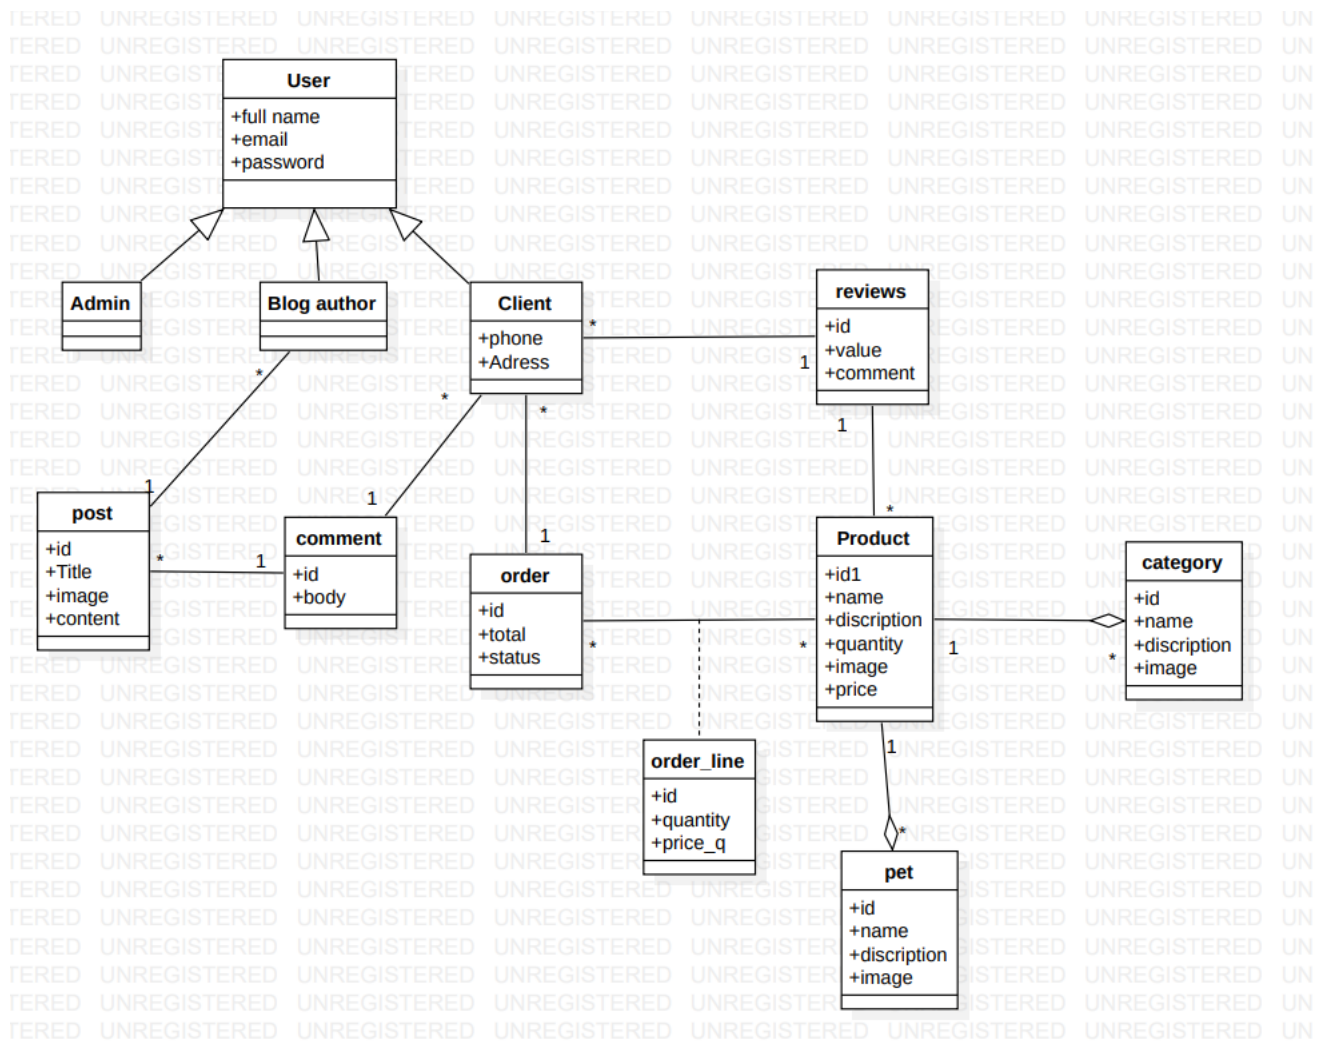 User
+full name
+email
+password
Admin
Blog author
Client
+phone
+Adress
reviews
+id
+value
+comment
*
1
*
1
*
1
*
1
1
*
post
+id
+Title
+image
+content
*
1
comment
+id
+body
order
+id
+total
+status
*
*
Product
+id1
+name
+discription
+quantity
+image
+price
1
*
category
+id
+name
+discription
+image
order_line
+id
+quantity
+price_q
1
*
pet
+id
+name
+discription
+image
UNREGISTERED